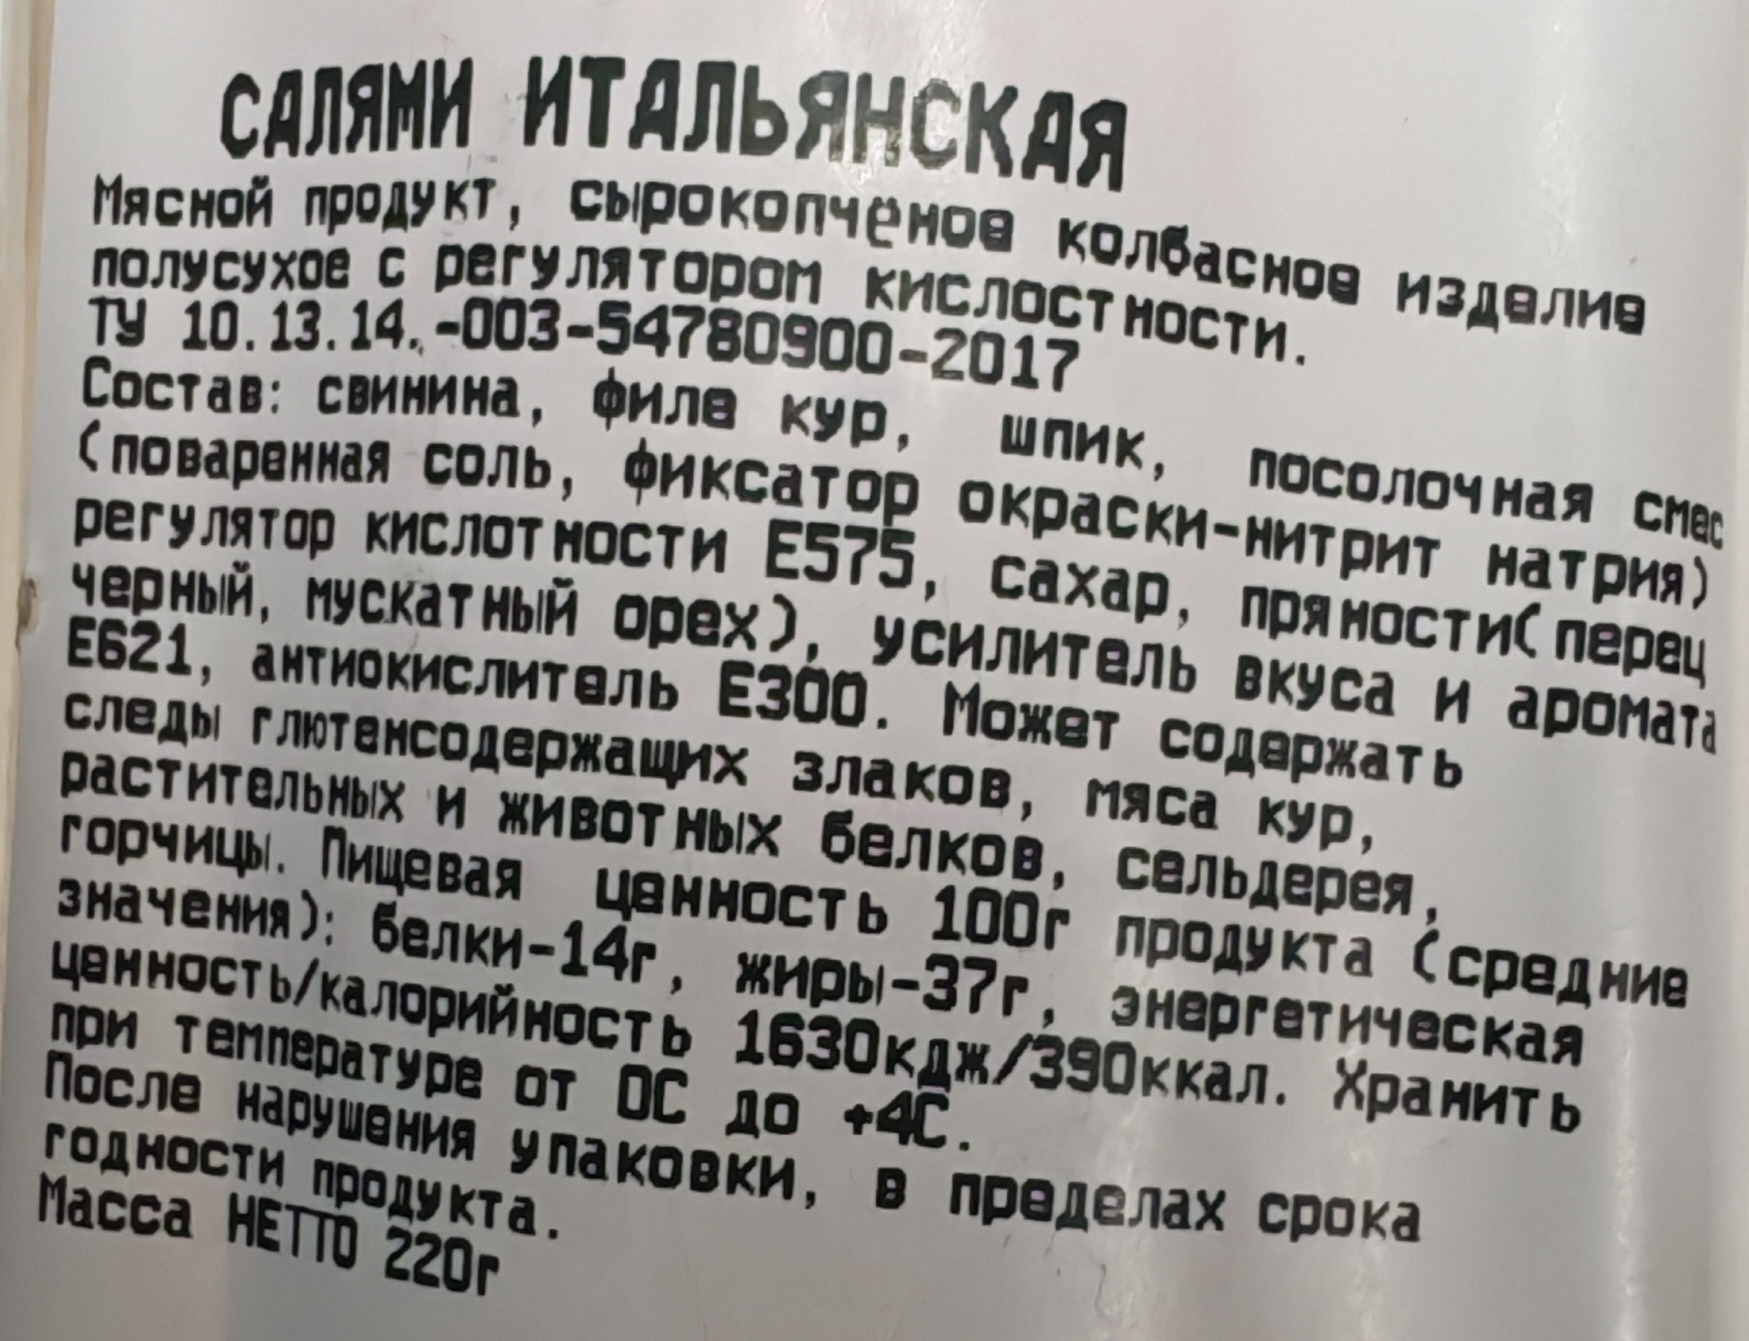 САЛЯМИ ИТАЛЬЯНСКАЯ
Мясной продукт, сырокопчёное колбасное изделие
полусухое с регулятором кислостности.
ТУ 10.13.14.-003-54780900-2017
Состав: свинина, филе кур, шпик, посолочная смес
(поваренная соль, фиксатор окраски-нитрит натрия)
регулятор кислотности Е575, сахар, пряности(перец
черный, мускатный орех), усилитель вкуса и аромата
Е621, антиокислитель Е300. Может содержать
следы глютенсодержащих злаков, мяса кур,
растительных и животных белков, сельдерея,
горчицы. Пищевая ценность 100г продукта (средние
значения): белки-14г, жиры-37г, энергетическая
ценность/калорийность 1630кдж/390ккал. Хранить
при температуре от 0С до +4С.
После нарушения упаковки, в пределах срока
годности продукта.
Масса НЕТТО 220г